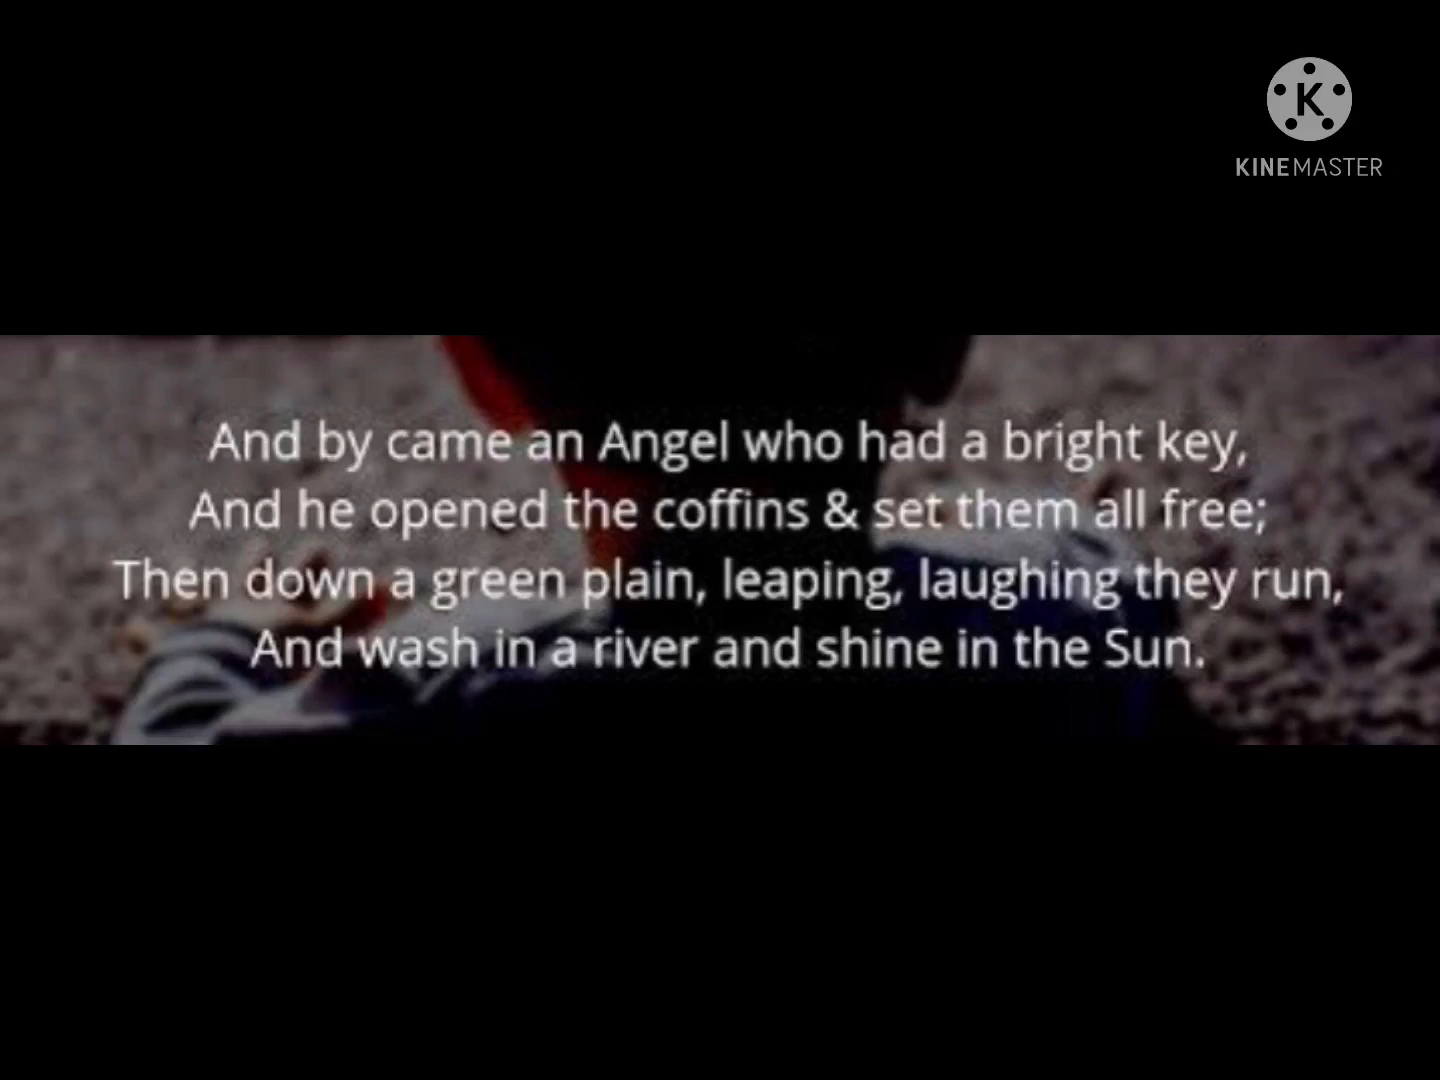 KINEMASTER
And by came an Angel who had a bright key,
And he opened the coffins & set them all free;
Then down a green plain, leaping, laughing they run,
And wash in a river and shine in the Sun.